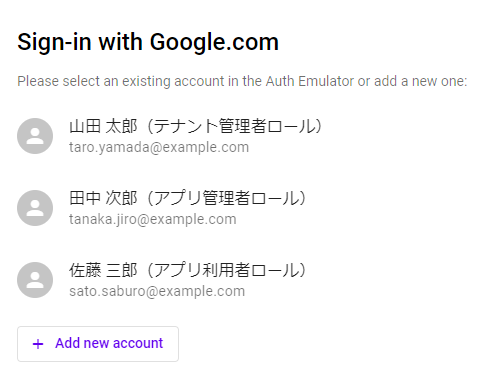 Sign-in with Google.com
Please select an existing account in the Auth Emulator or add a new one:
山田 太郎（テナント管理者ロール）
taro.yamada@example.com
田中 次郎（アプリ管理者ロール）
tanaka.jiro@example.com
佐藤 三郎（アプリ利用者ロール）
sato.saburo@example.com
+ Add new account